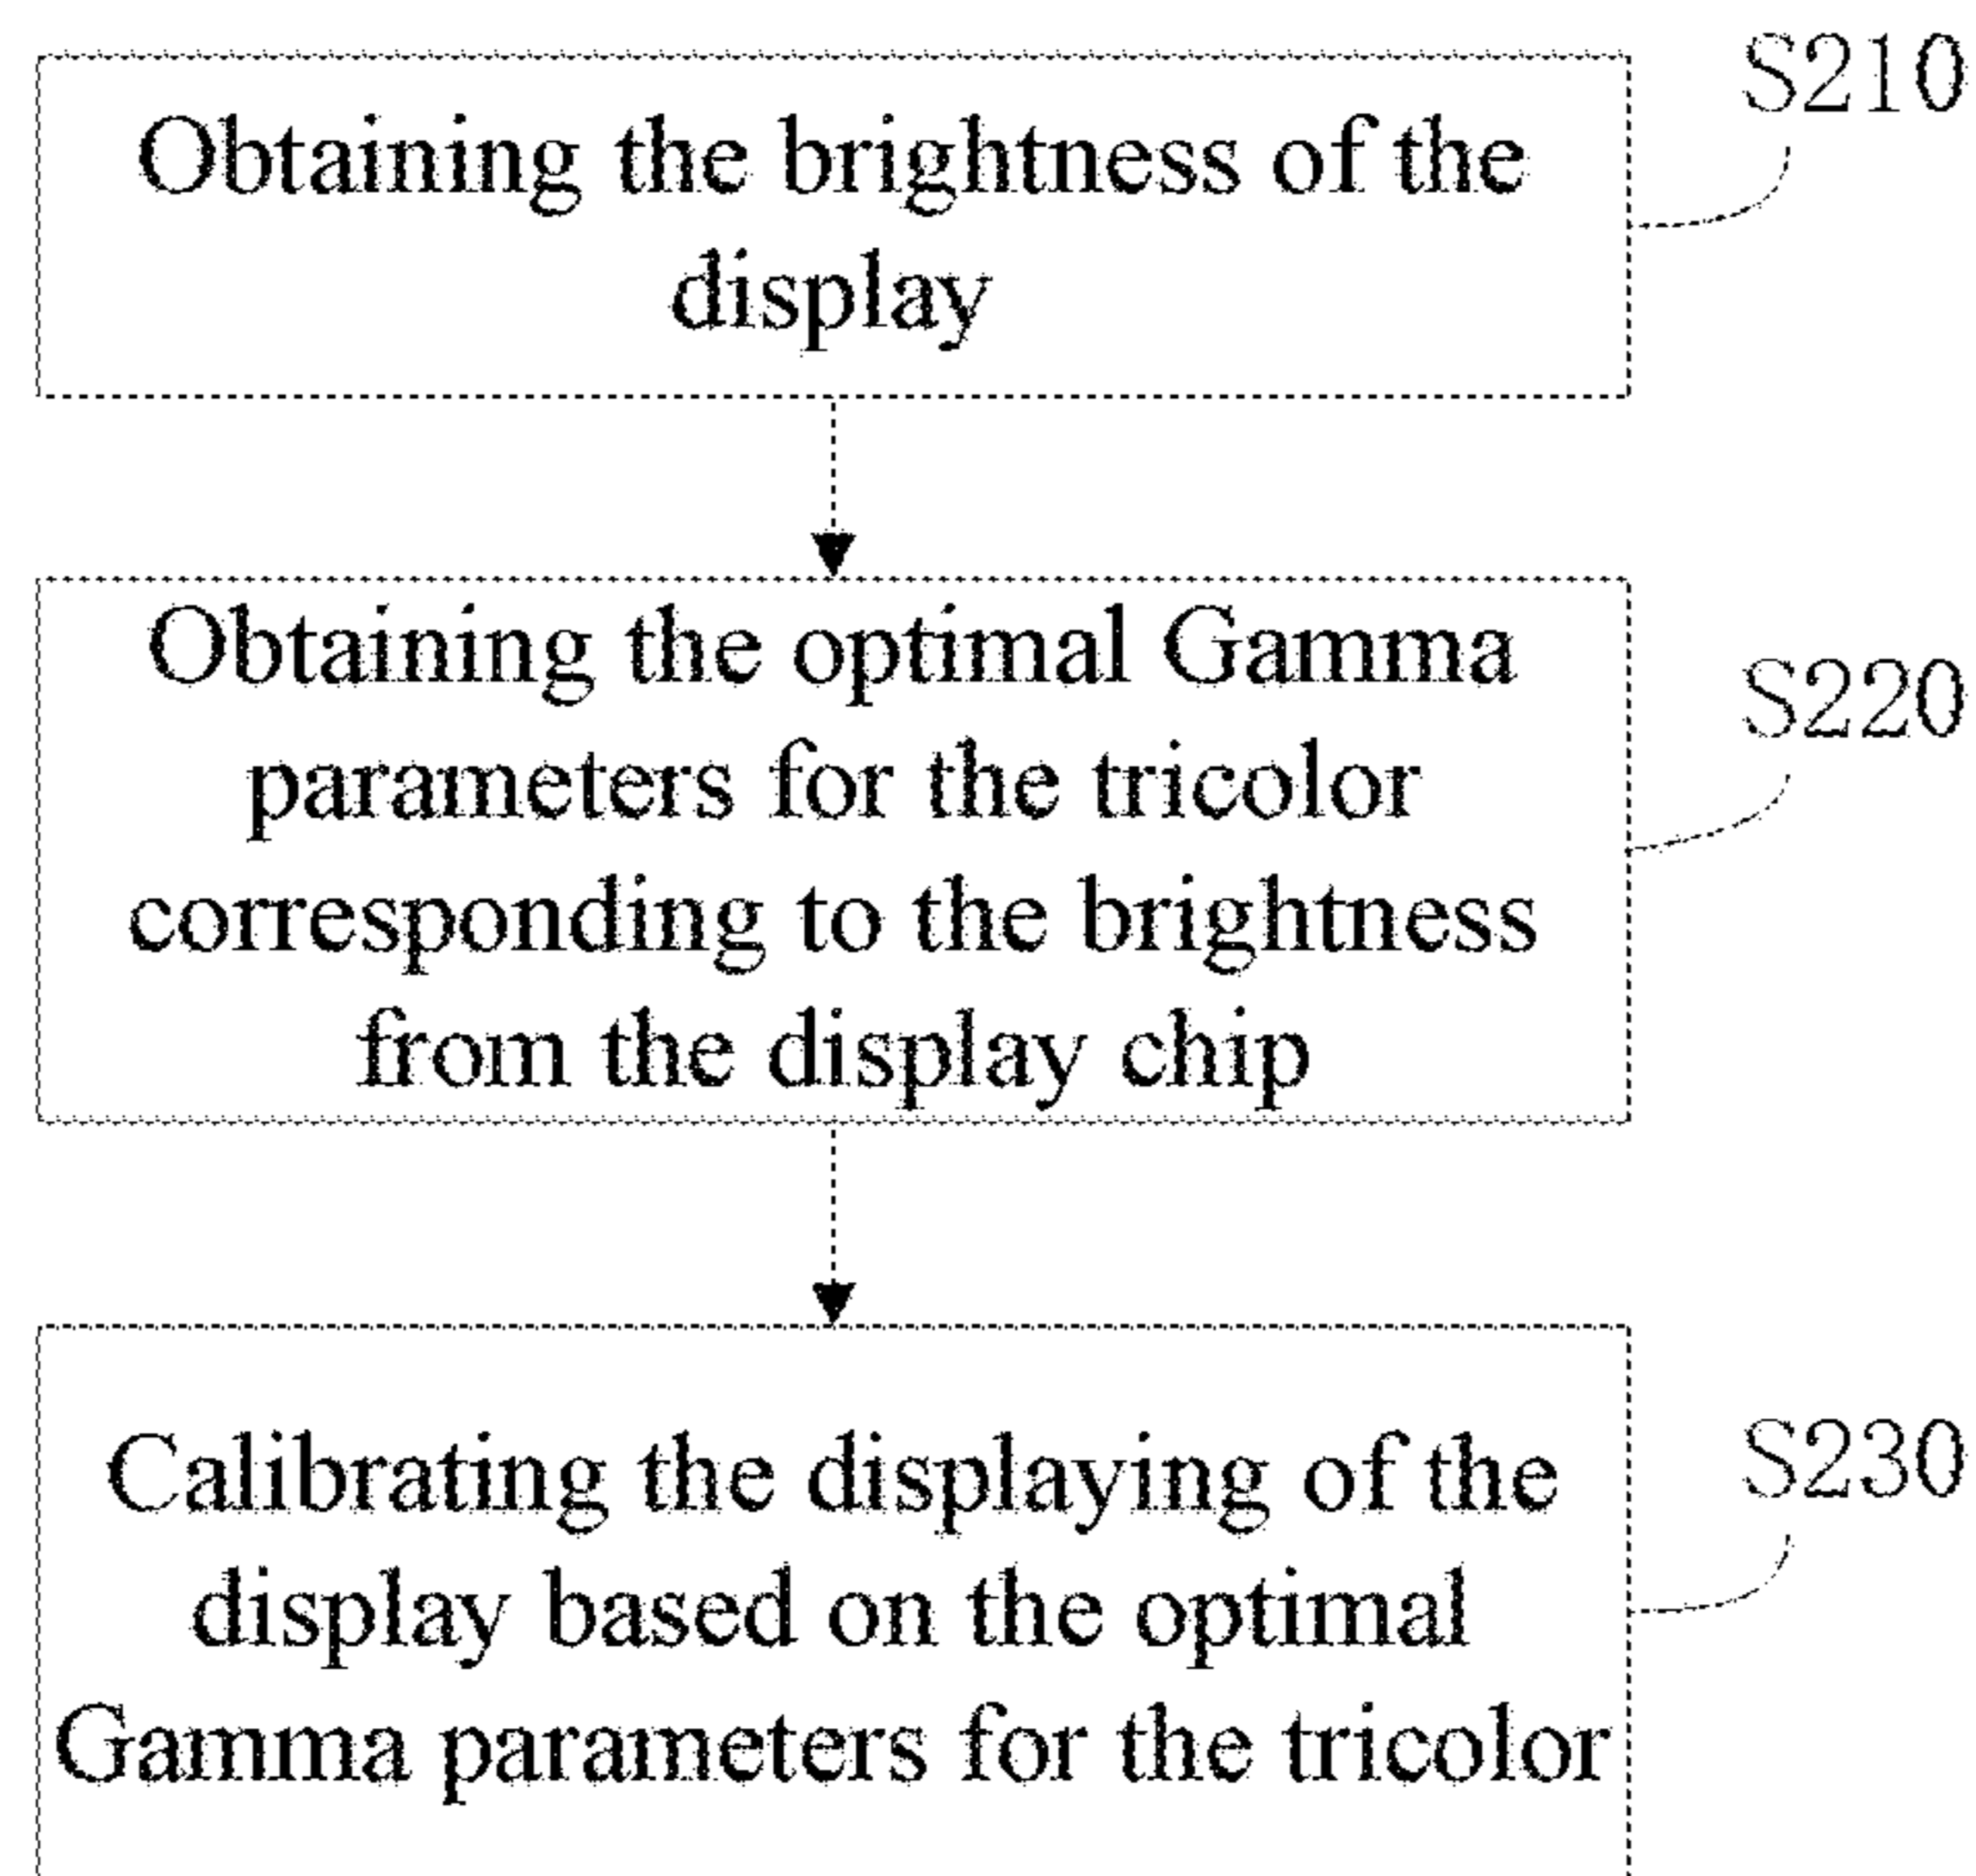 S210
Obtaining the brightness of the
display
Obtaining the optimal Gamma
parameters for the tricolor
corresponding to the brightness
from the display chip
S220
Calibrating the displaying of the
display based on the optimal
Gamma parameters for the tricolor
S230